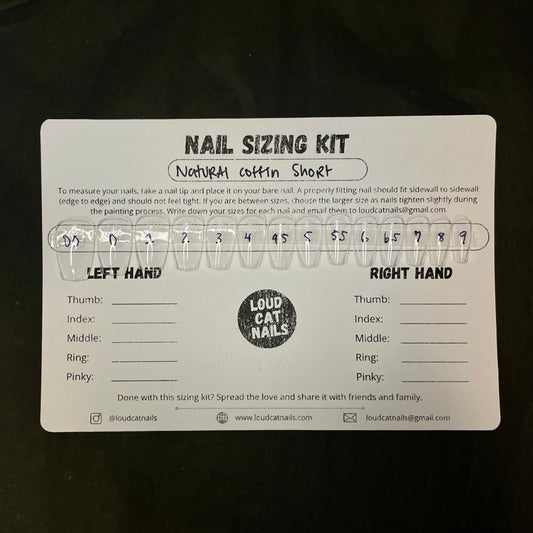 NAIL SIZING KIT
Natural Coffin Short
To measure your nails, take a nail tip and place it on your bare nail. A properly fitting nail should fit sidewall to sidewall
(edge to edge) and should not feel tight. If you are between sizes, choose the larger size as nails tighten slightly during
the painting process. Write down your sizes for each nail and email them to loudcatnails@gmail.com
0 1 2 3 4 4.5 5 5.5 6 6.5 7 8 9
LEFT HAND
Thumb:
Index:
Middle:
Ring:
Pinky:
LOUD
CAT
NAILS
RIGHT HAND
Thumb:
Index:
Middle:
Ring:
Pinky:
Done with this sizing kit? Spread the love and share it with friends and family.
@loudcatnails www.loudcatnails.com loudcatnails@gmail.com